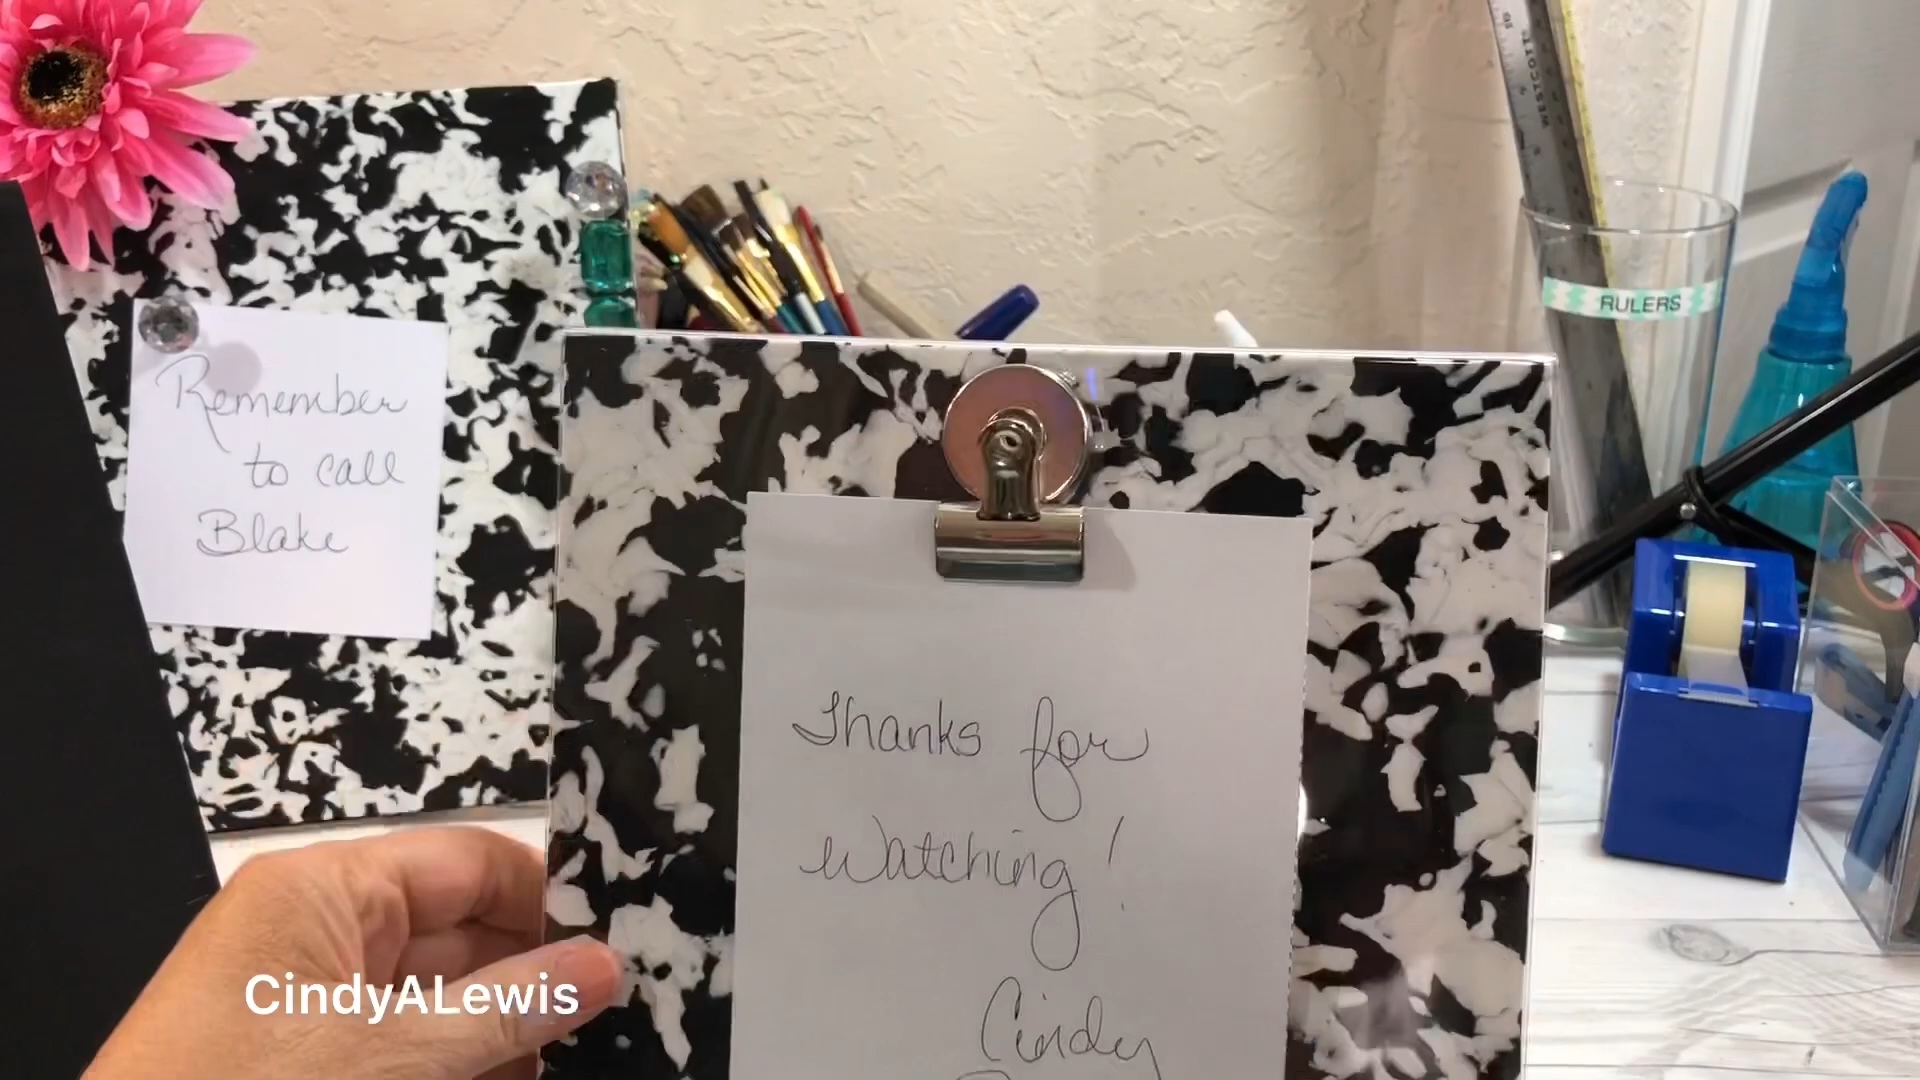 Remember
to call
Blake
RULERS
WESTCOTT
Thanks for
Watching!
Cindy
CindyALewis